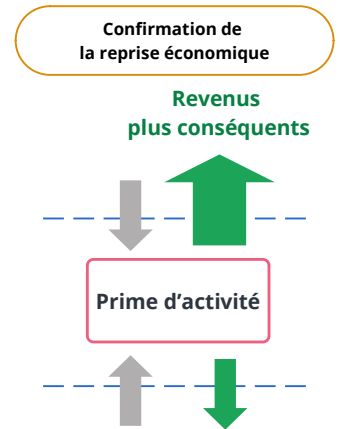 Confirmation de
la reprise économique
Revenus
plus conséquents
Prime d'activité